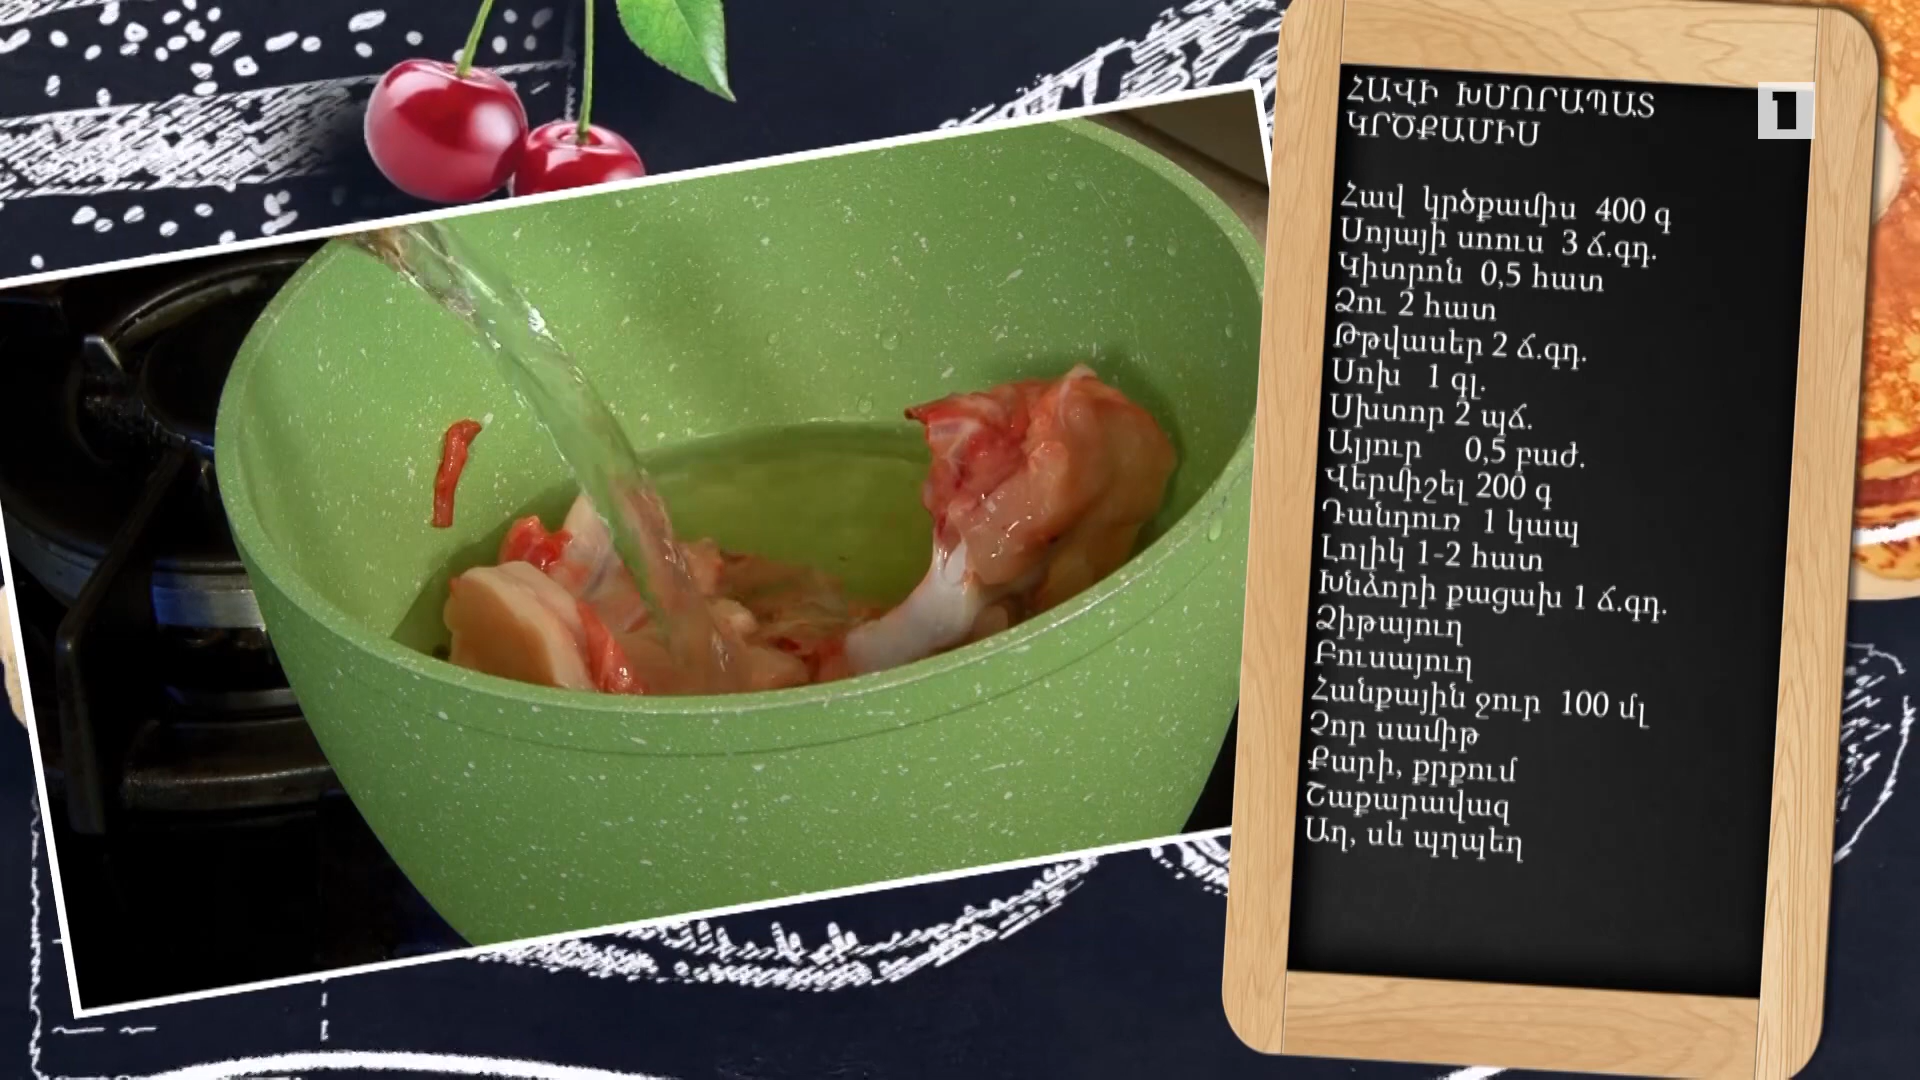 ՀԱՎԻ ԽՄՈՐԱՊԱՏ
ԿՐԾՔԱՄԻՍ
Հավ կրծքամիս 400 գ
Սոյայի սոուս 3 ճ.գդ.
Կիտրոն 0,5 հատ
Ձու 2 հատ
Թթվասեր 2 ճ.գդ.
Սոխ 1 գլ.
Սխտոր 2 պճ.
Ալյուր 0,5 բաժ.
Վերմիշել 200 գ
Դանդուռ 1 կապ
Լոլիկ 1-2 հատ
Խնձորի քացախ 1 ճ.գդ.
Ձիթայուղ
Բուսայուղ
Հանքային ջուր 100 մլ
Չոր սամիթ
Քարի, քրքում
Շաքարավազ
Աղ, սև պղպեղ
1